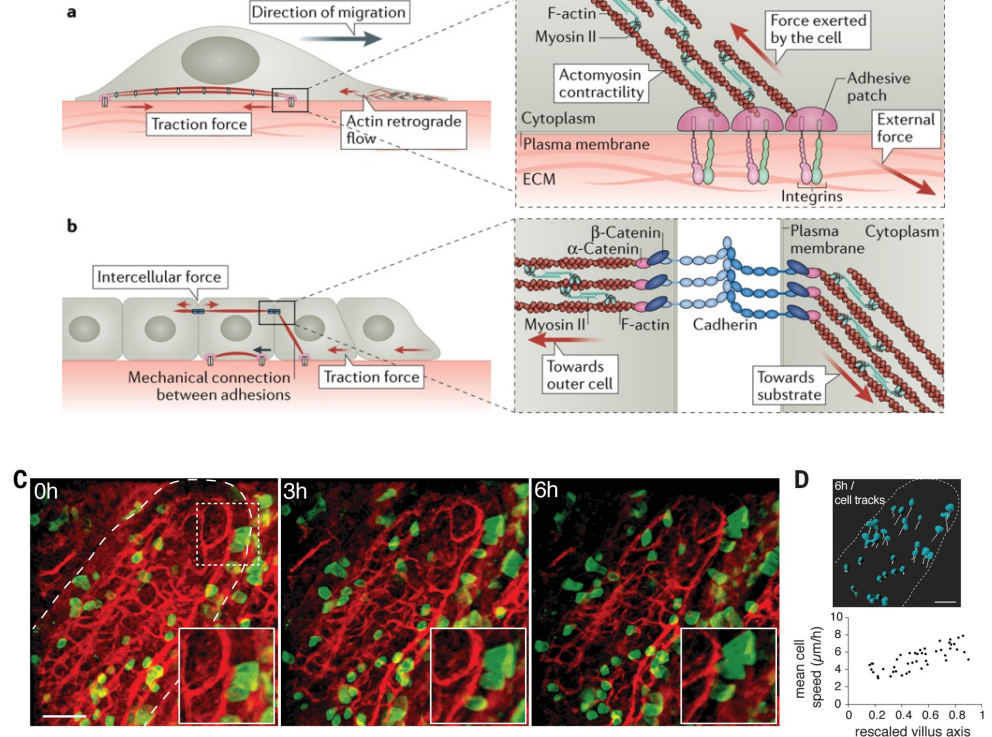 a
Direction of migration
Traction force
Actin retrograde
flow
F-actin
Myosin II
Actomyosin
contractility
Force exerted
by the cell
Adhesive
patch
Cytoplasm
Plasma membrane
External
force
ECM
Integrins
b
Intercellular force
Mechanical connection
between adhesions
Traction force
β-Catenin
α-Catenin
Plasma
membrane
Cytoplasm
Myosin II
F-actin
Cadherin
Towards
outer cell
Towards
substrate
C
0h
3h
6h
D
6h /
cell tracks
mean cell
speed (μm/h)
10
8
6
4
2
0
0
0.2
0.4
0.6
0.8
1
rescaled villus axis